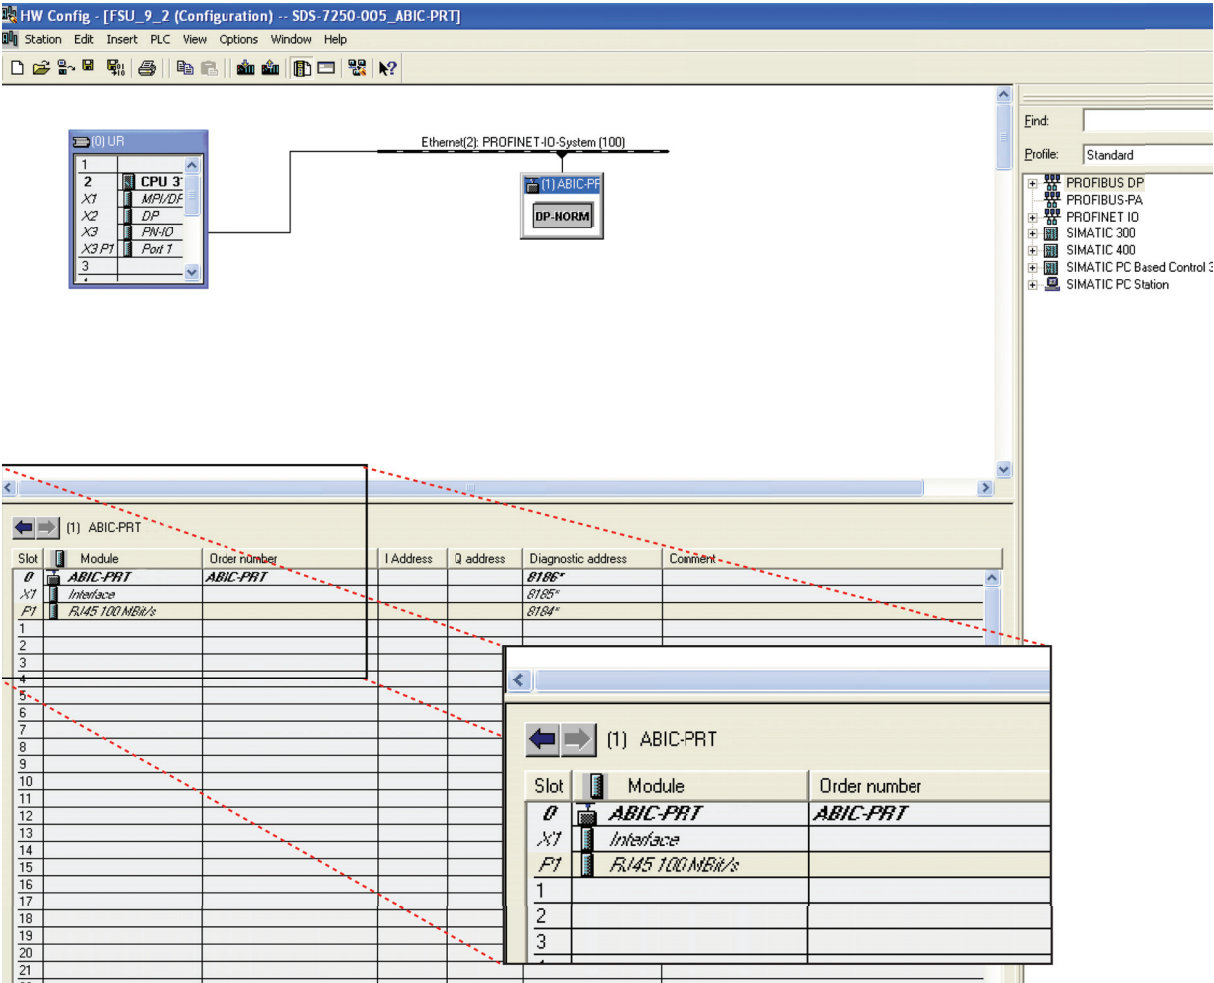 HW Config - [FSU_9_2 (Configuration) -- SDS-7250-005_ABIC-PRT]
Station Edit Insert PLC View Options Window Help
(0) UR
1
2 CPU 3
X1 MPI/DP
X2 DP
X3 PN-IO
X3 P1 Port 1
3
Ethernet(2): PROFINET-IO-System (100)
(1) ABIC-PR
DP-NORM
Find:
Profile: Standard
PROFIBUS DP
PROFIBUS-PA
PROFINET IO
SIMATIC 300
SIMATIC 400
SIMATIC PC Based Control 3
SIMATIC PC Station
(1) ABIC-PRT
Slot Module Order number I Address Q address Diagnostic address Comment
0 ABIC-PRT ABIC-PRT 8186*
X1 Interface 8185*
P1 RJ45 100 MBit/s 8184*
1
2
3
4
5
6
7
8
9
10
11
12
13
14
15
16
17
18
19
20
21
(1) ABIC-PRT
Slot Module Order number
0 ABIC-PRT ABIC-PRT
X1 Interface
P1 RJ45 100 MBit/s
1
2
3